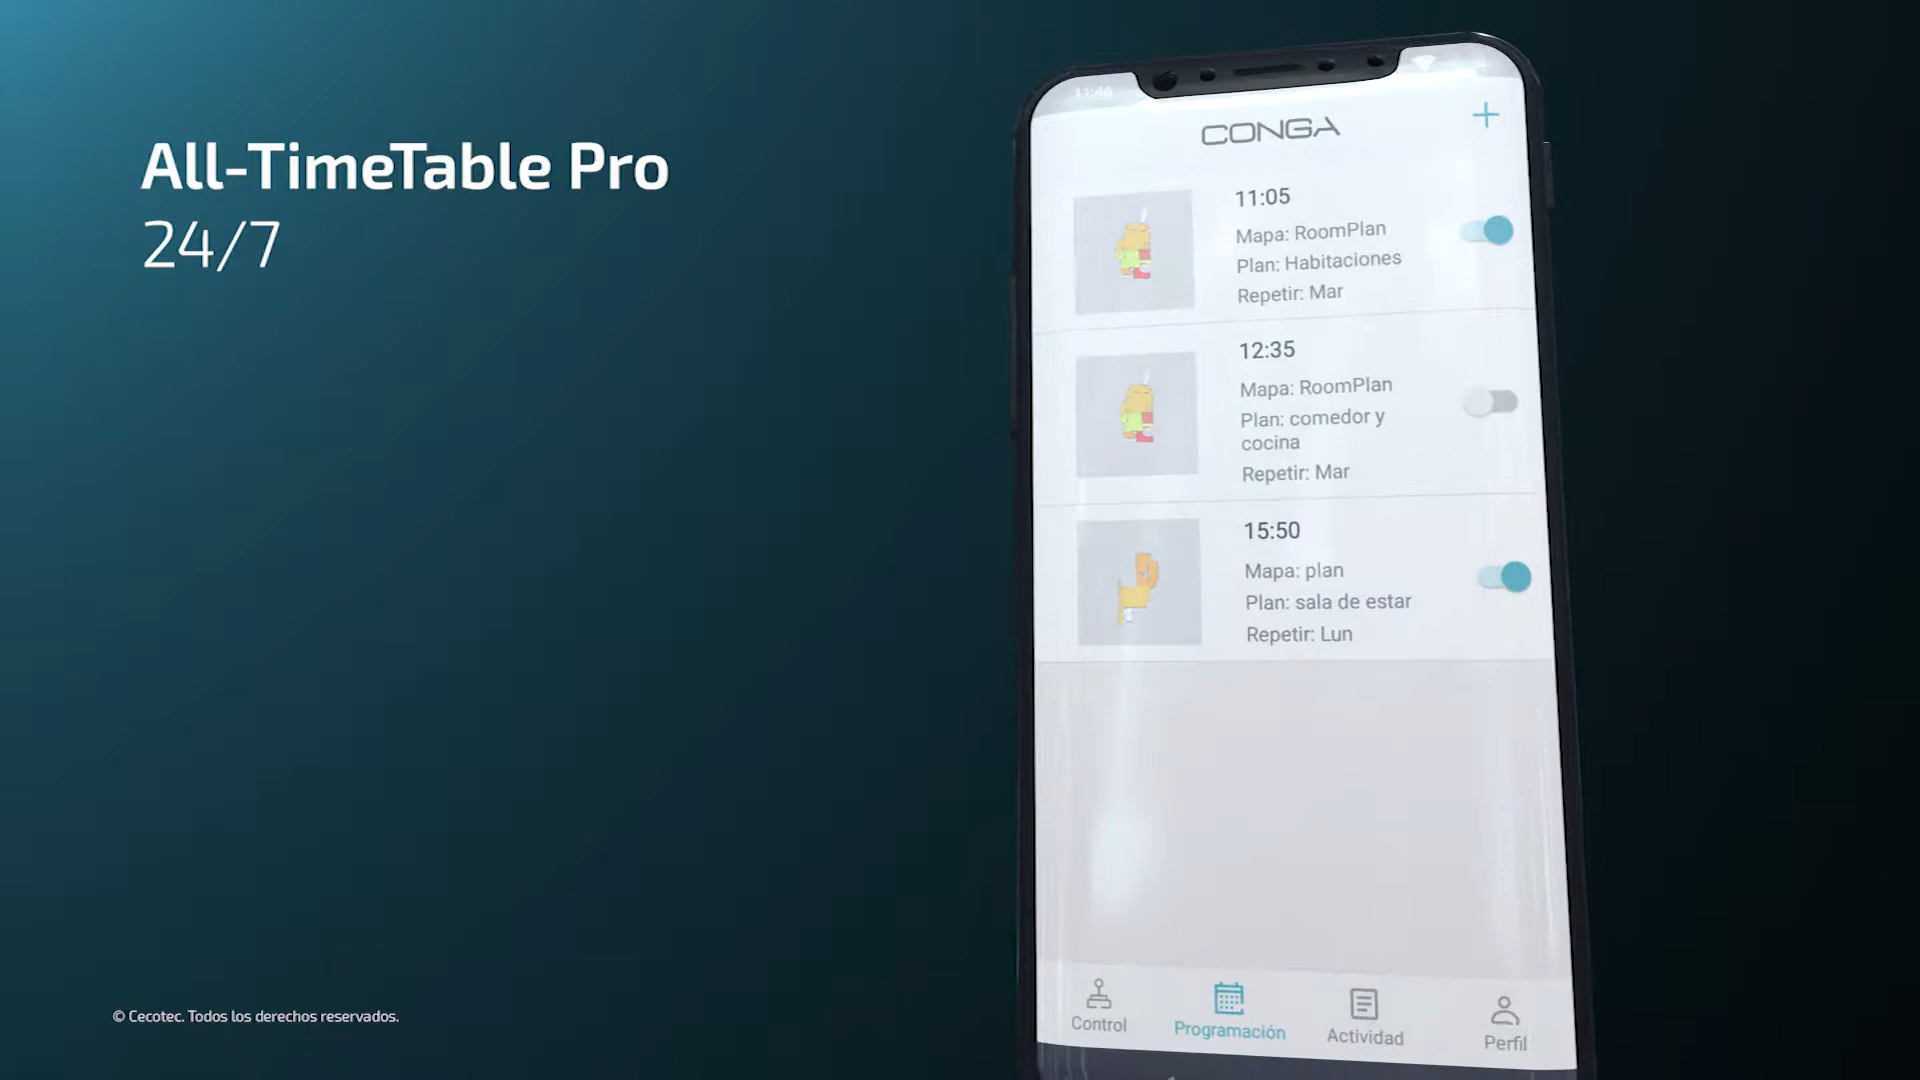 All-TimeTable Pro
24/7
11:46
CONGA
11:05
Mapa: RoomPlan
Plan: Habitaciones
Repetir: Mar
12:35
Mapa: RoomPlan
Plan: comedor y
cocina
Repetir: Mar
15:50
Mapa: plan
Plan: sala de estar
Repetir: Lun
Control
Programación
Actividad
Perfil
© Cecotec. Todos los derechos reservados.